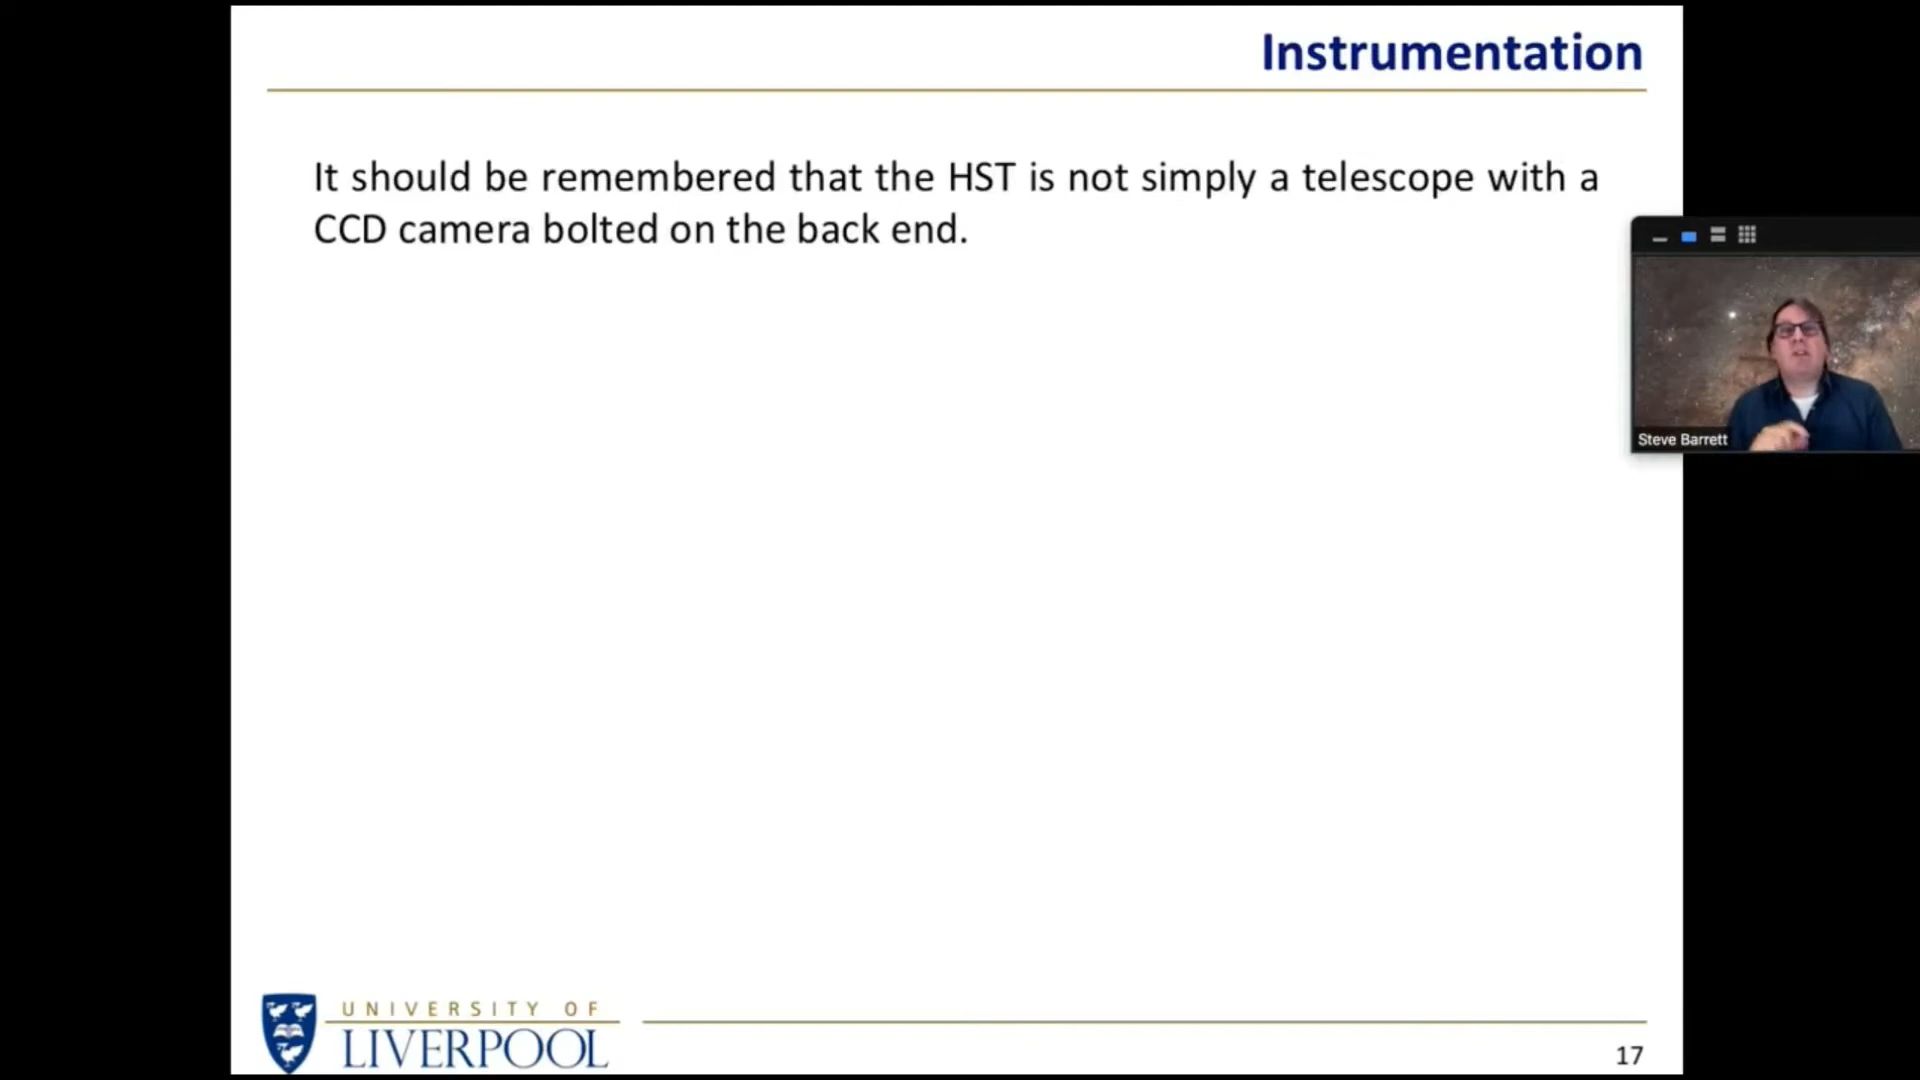 Instrumentation
It should be remembered that the HST is not simply a telescope with a
CCD camera bolted on the back end.
Steve Barrett
UNIVERSITY OF
LIVERPOOL
17